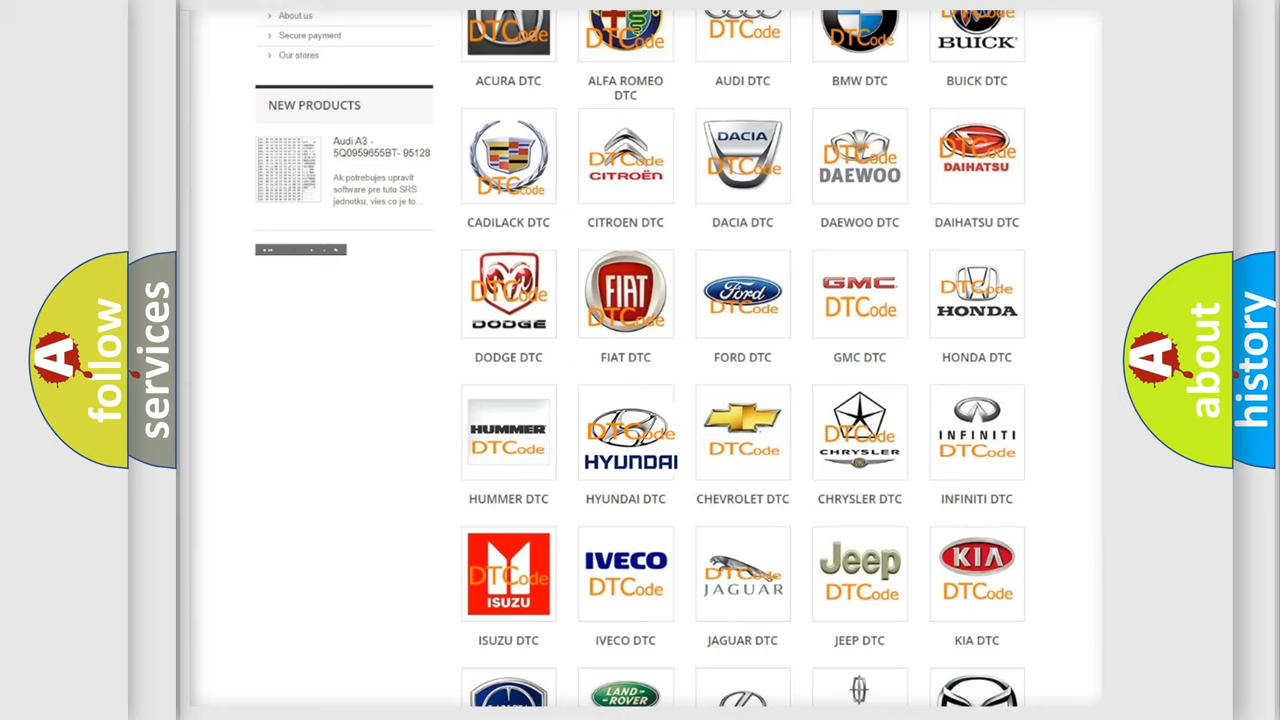 About us
Secure payment
Our stores
NEW PRODUCTS
Audi A3 -
5Q0959655BT- 95128
Ak potrebujes upravit
software pre tuto SRS
jednotku, vies co je to...
DTCode
DTCode
DTCode
DTCode
BUICK
ACURA DTC
ALFA ROMEO
DTC
AUDI DTC
BMW DTC
BUICK DTC
DTCode
DTCode
CITROËN
DACIA
DTCode
DTCode
DAEWOO
DTCode
DAIHATSU
CADILACK DTC
CITROEN DTC
DACIA DTC
DAEWOO DTC
DAIHATSU DTC
DTCode
DODGE
FIAT
DTCode
Ford
DTCode
GMC
DTCode
DTCode
HONDA
DODGE DTC
FIAT DTC
FORD DTC
GMC DTC
HONDA DTC
HUMMER
DTCode
DTCode
HYUNDAI
DTCode
DTCode
CHRYSLER
INFINITI
DTCode
HUMMER DTC
HYUNDAI DTC
CHEVROLET DTC
CHRYSLER DTC
INFINITI DTC
DTCode
ISUZU
IVECO
DTCode
DTCode
JAGUAR
Jeep
DTCode
KIA
DTCode
ISUZU DTC
IVECO DTC
JAGUAR DTC
JEEP DTC
KIA DTC
LAND-
ROVER
A
follow
services
A
about
history